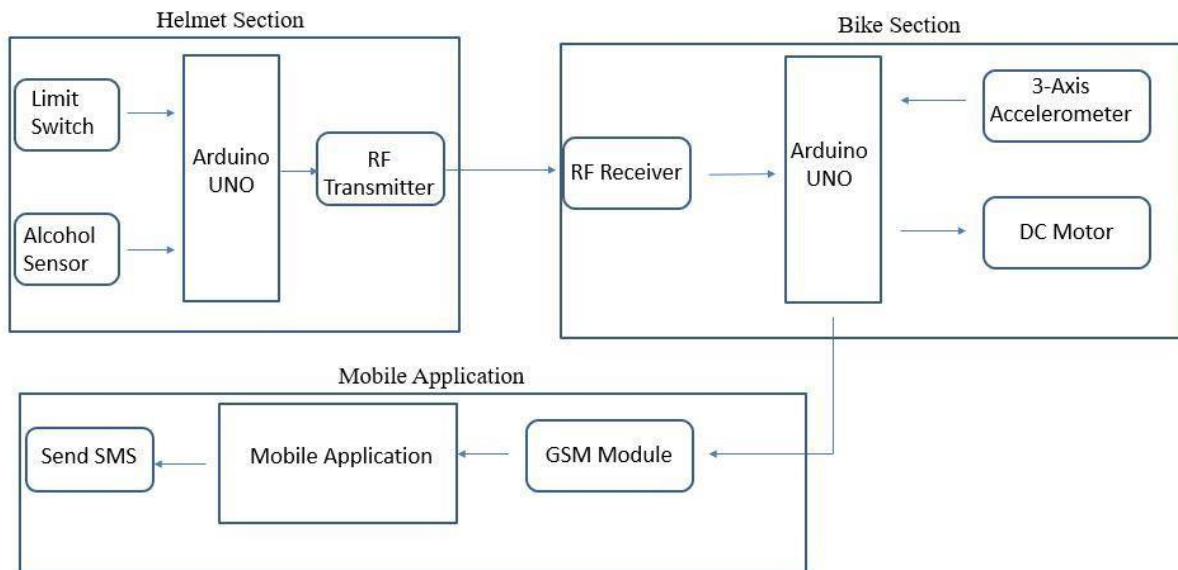 Helmet Section
Limit
Switch
Alcohol
Sensor
Arduino
UNO
RF
Transmitter
Bike Section
RF Receiver
Arduino
UNO
3-Axis
Accelerometer
DC Motor
Mobile Application
Send SMS
Mobile Application
GSM Module